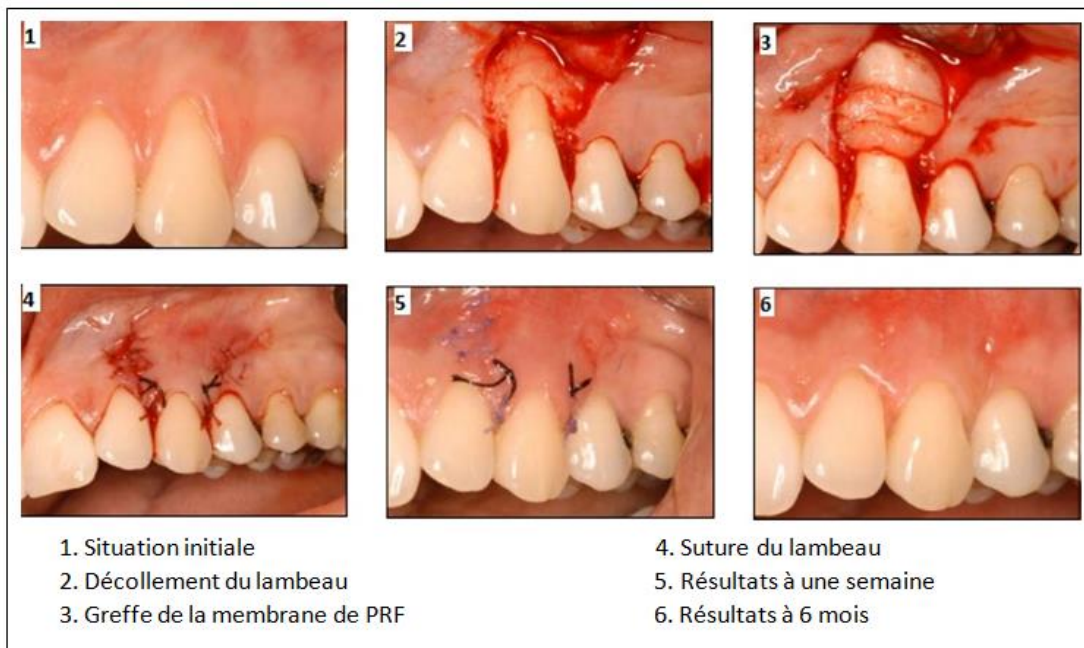 1
2
3
4
5
6
1. Situation initiale
2. Décollement du lambeau
3. Greffe de la membrane de PRF
4. Suture du lambeau
5. Résultats à une semaine
6. Résultats à 6 mois